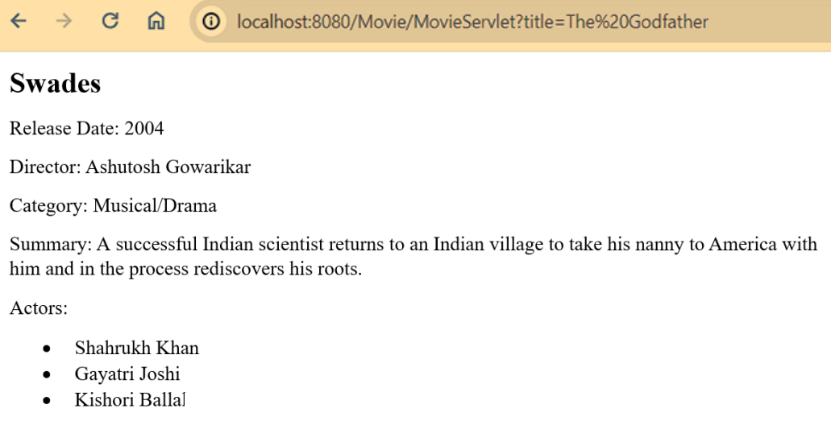 localhost:8080/Movie/MovieServlet?title=The%20Godfather
Swades
Release Date: 2004
Director: Ashutosh Gowarikar
Category: Musical/Drama
Summary: A successful Indian scientist returns to an Indian village to take his nanny to America with
him and in the process rediscovers his roots.
Actors:
• Shahrukh Khan
• Gayatri Joshi
• Kishori Ballal